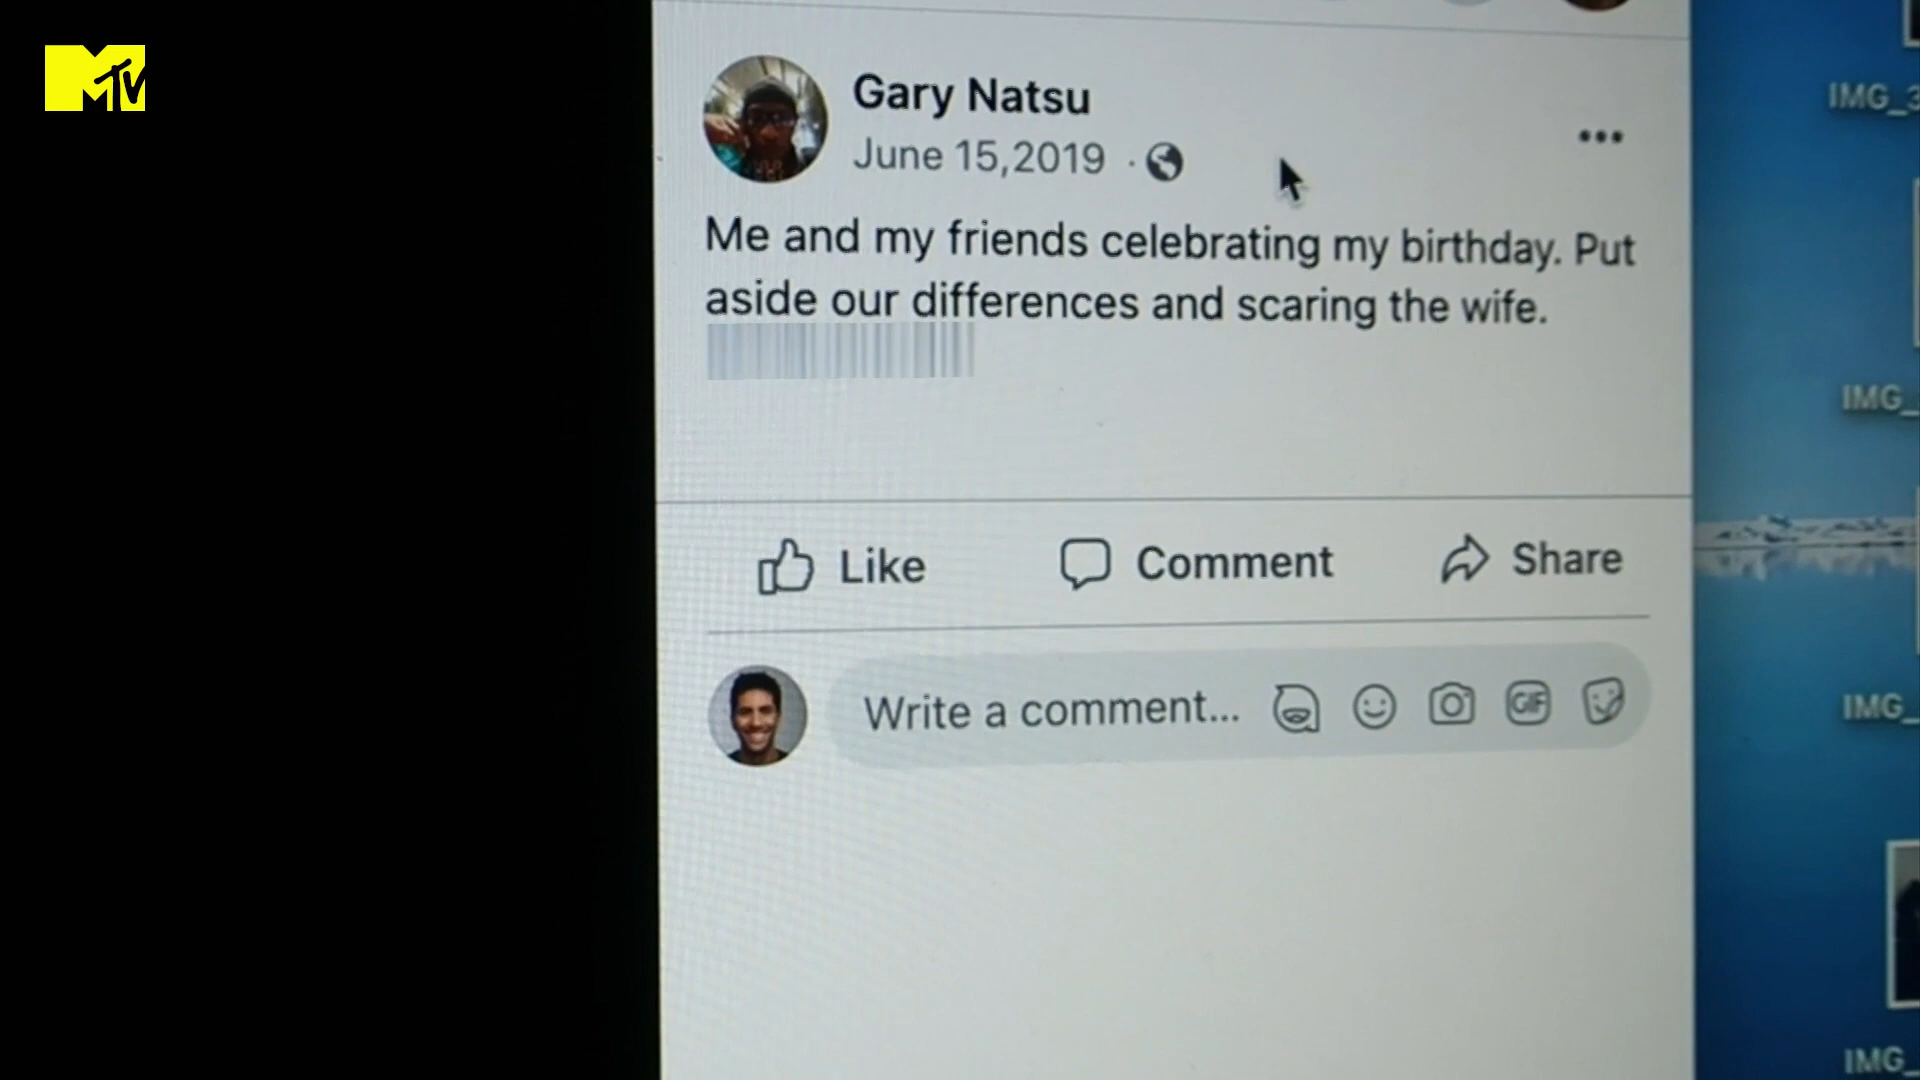 MTV
Gary Natsu
June 15,2019
Me and my friends celebrating my birthday. Put
aside our differences and scaring the wife.
Like
Comment
Share
Write a comment...
GIF
IMG_3
IMG_
IMG_
IMG_